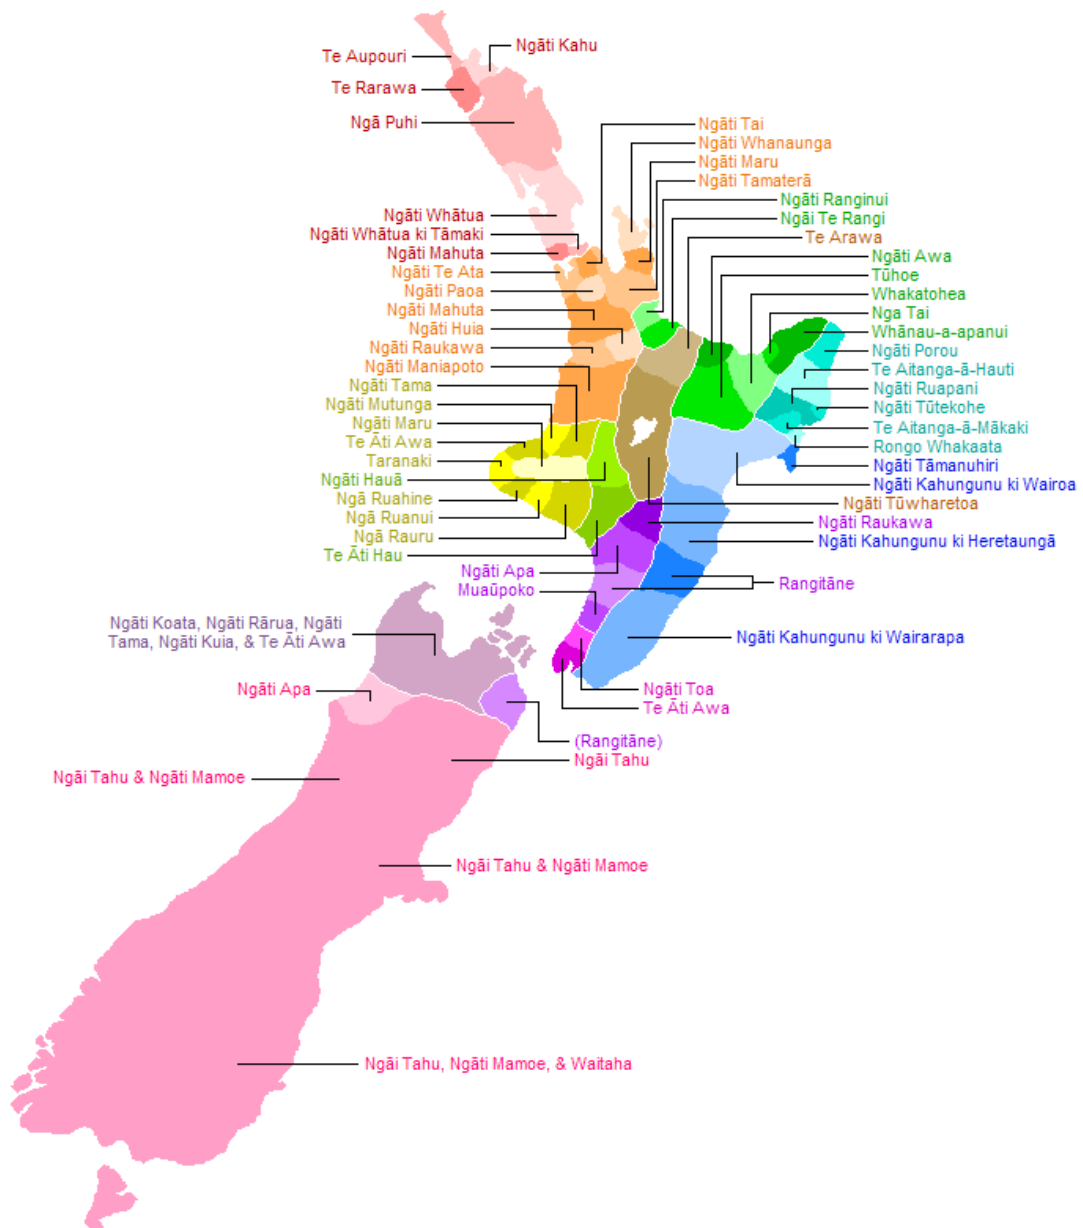 Ngāti Kahu
Te Aupouri
Te Rarawa
Ngā Puhi
Ngāti Tai
Ngāti Whanaunga
Ngāti Maru
Ngāti Tamaterā
Ngāti Ranginui
Ngāi Te Rangi
Te Arawa
Ngāti Awa
Tūhoe
Whakatohea
Nga Tai
Whānau-a-apanui
Ngāti Porou
Te Aitanga-ā-Hauti
Ngāti Ruapani
Ngāti Tūtekohe
Te Aitanga-ā-Mākaki
Rongo Whakaata
Ngāti Tāmanuhiri
Ngāti Kahungunu ki Wairoa
Ngāti Tūwharetoa
Ngāti Raukawa
Ngāti Kahungunu ki Heretaungā
Rangitāne
Ngāti Kahungunu ki Wairarapa
Ngāti Toa
Te Āti Awa
(Rangitāne)
Ngāi Tahu
Ngāti Whātua
Ngāti Whātua ki Tāmaki
Ngāti Mahuta
Ngāti Te Ata
Ngāti Paoa
Ngāti Mahuta
Ngāti Huia
Ngāti Raukawa
Ngāti Maniapoto
Ngāti Tama
Ngāti Mutunga
Ngāti Maru
Te Āti Awa
Taranaki
Ngāti Hauā
Ngā Ruahine
Ngā Ruanui
Ngā Rauru
Te Āti Hau
Ngāti Apa
Muaūpoko
Ngāti Koata, Ngāti Rārua, Ngāti
Tama, Ngāti Kuia, & Te Āti Awa
Ngāti Apa
Ngāi Tahu & Ngāti Mamoe
Ngāi Tahu & Ngāti Mamoe
Ngāi Tahu, Ngāti Mamoe, & Waitaha